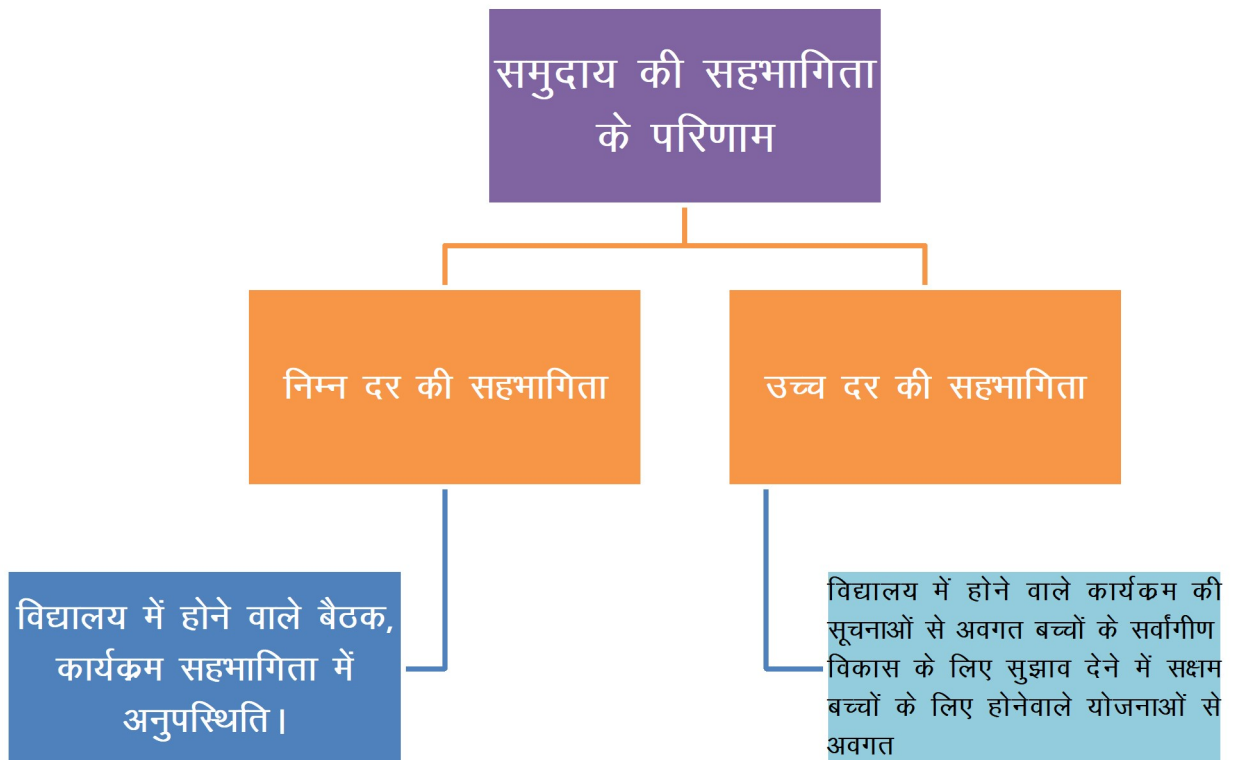 समुदाय की सहभागिता
के परिणाम
निम्न दर की सहभागिता
उच्च दर की सहभागिता
विद्यालय में होने वाले बैठक,
कार्यक्रम सहभागिता में
अनुपस्थिति।
विद्यालय में होने वाले कार्यक्रम की
सूचनाओं से अवगत बच्चों के सर्वांगीण
विकास के लिए सुझाव देने में सक्षम
बच्चों के लिए होनेवाले योजनाओं से
अवगत